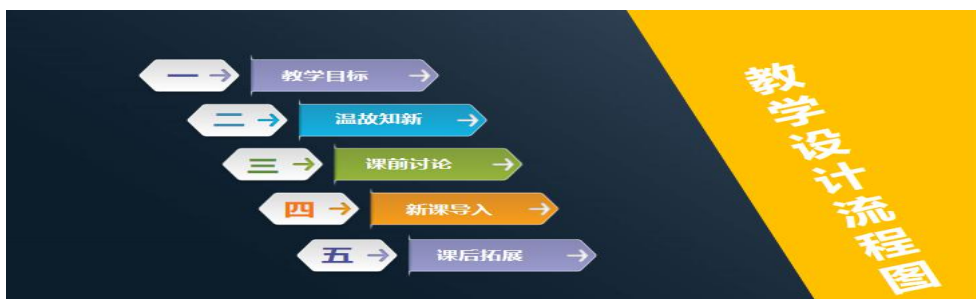 一 教学目标
二 温故知新
三 课前讨论
四 新课导入
五 课后拓展
教学设计流程图